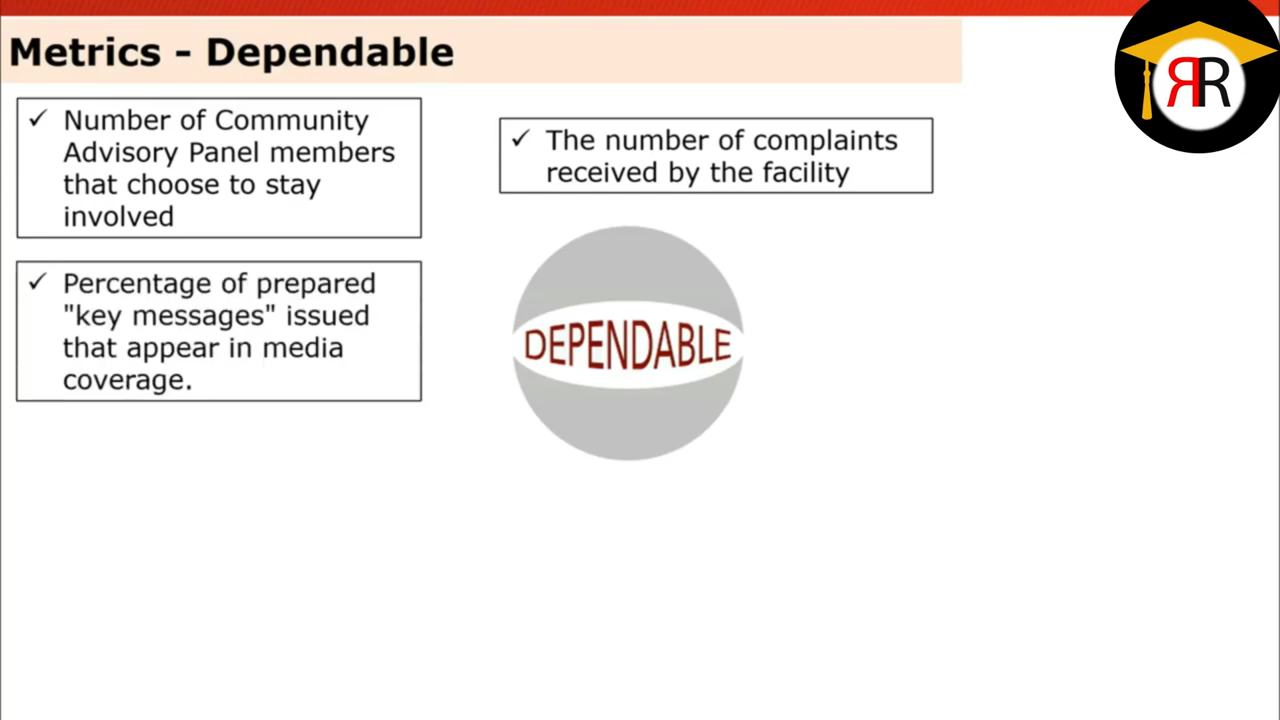 Metrics - Dependable
✓ Number of Community
Advisory Panel members
that choose to stay
involved
✓ Percentage of prepared
"key messages" issued
that appear in media
coverage.
✓ The number of complaints
received by the facility
DEPENDABLE
ЯR